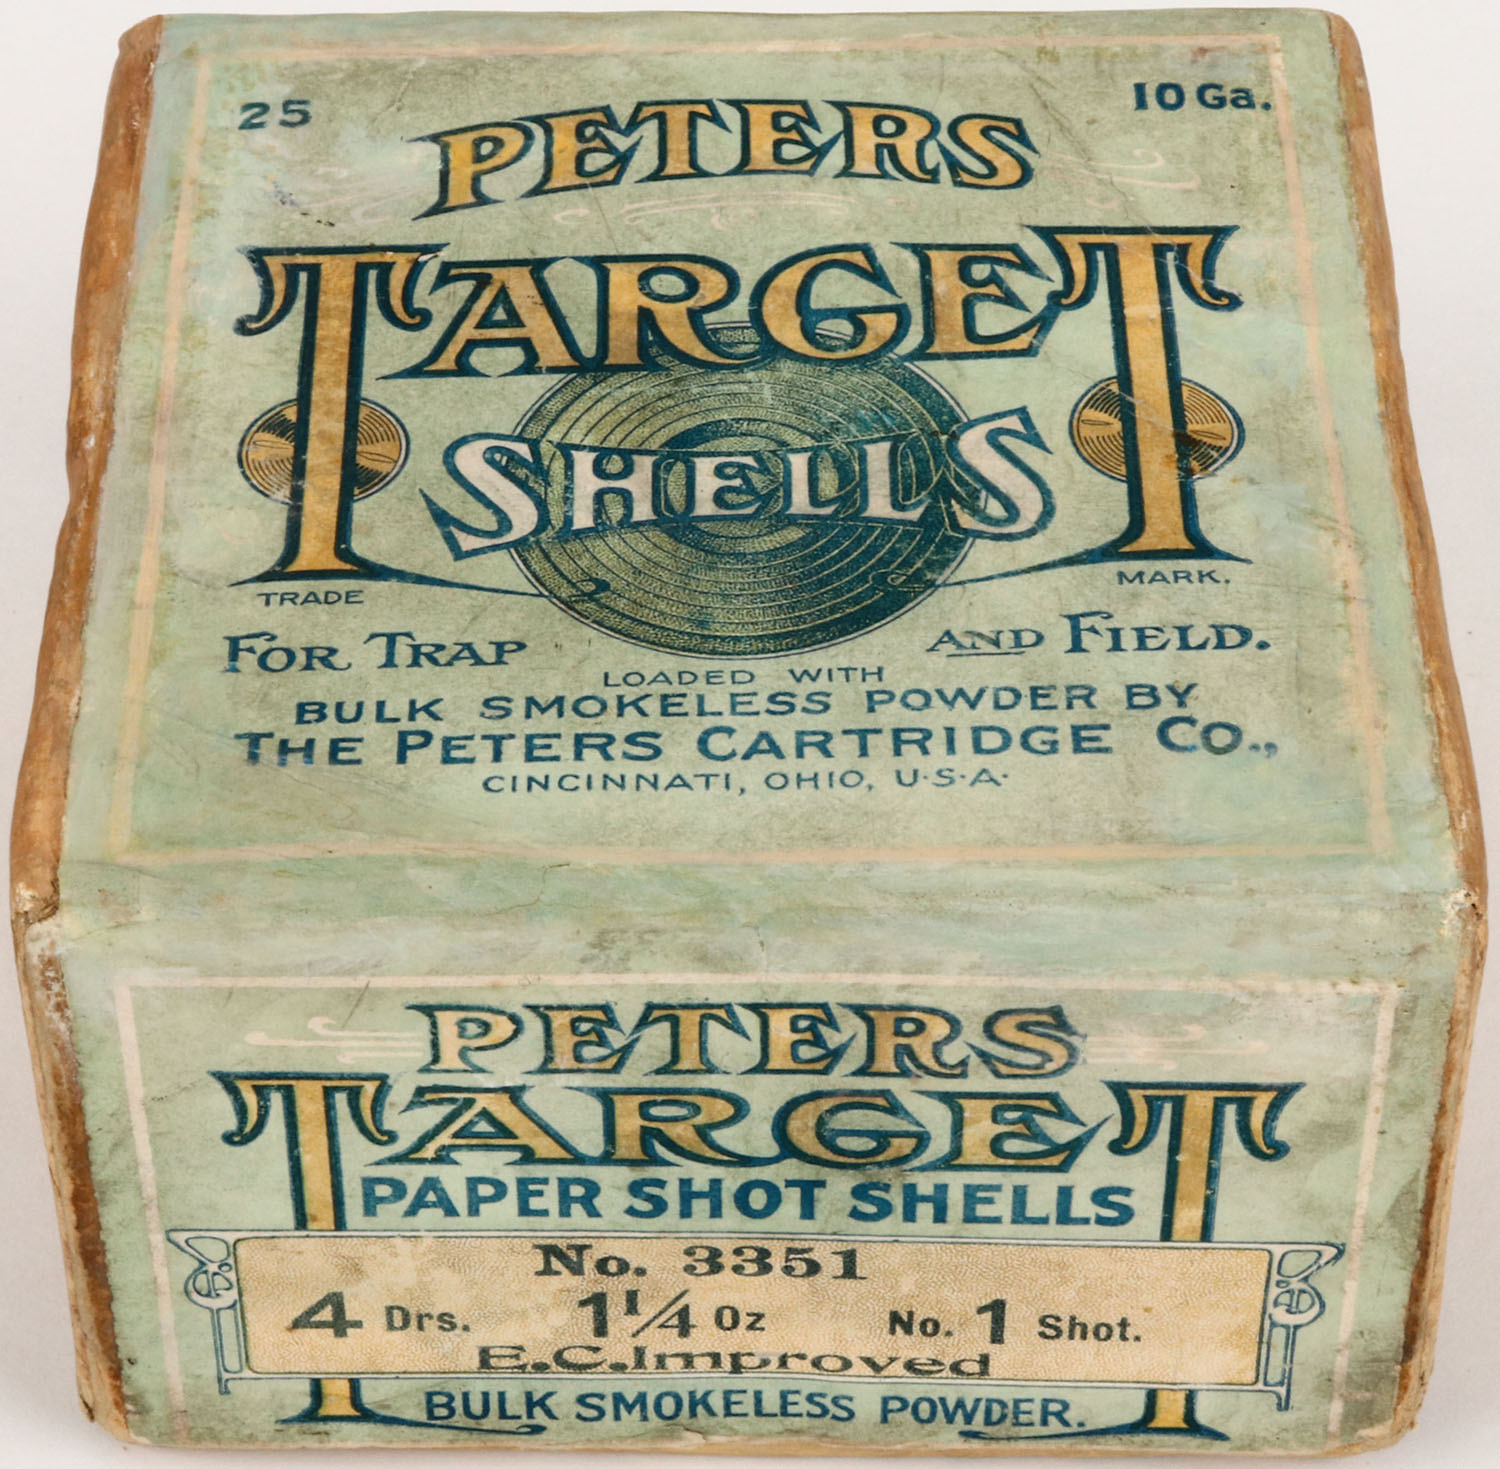 25 10 Ga.
PETERS
TARGET
SHELLS
TRADE MARK.
FOR TRAP AND FIELD.
LOADED WITH
BULK SMOKELESS POWDER BY
THE PETERS CARTRIDGE CO.,
CINCINNATI, OHIO, U.S.A.
PETERS
TARGET
PAPER SHOT SHELLS
No. 3351
4 Drs. 1 1/4 Oz No. 1 Shot.
E.C. Improved
BULK SMOKELESS POWDER.